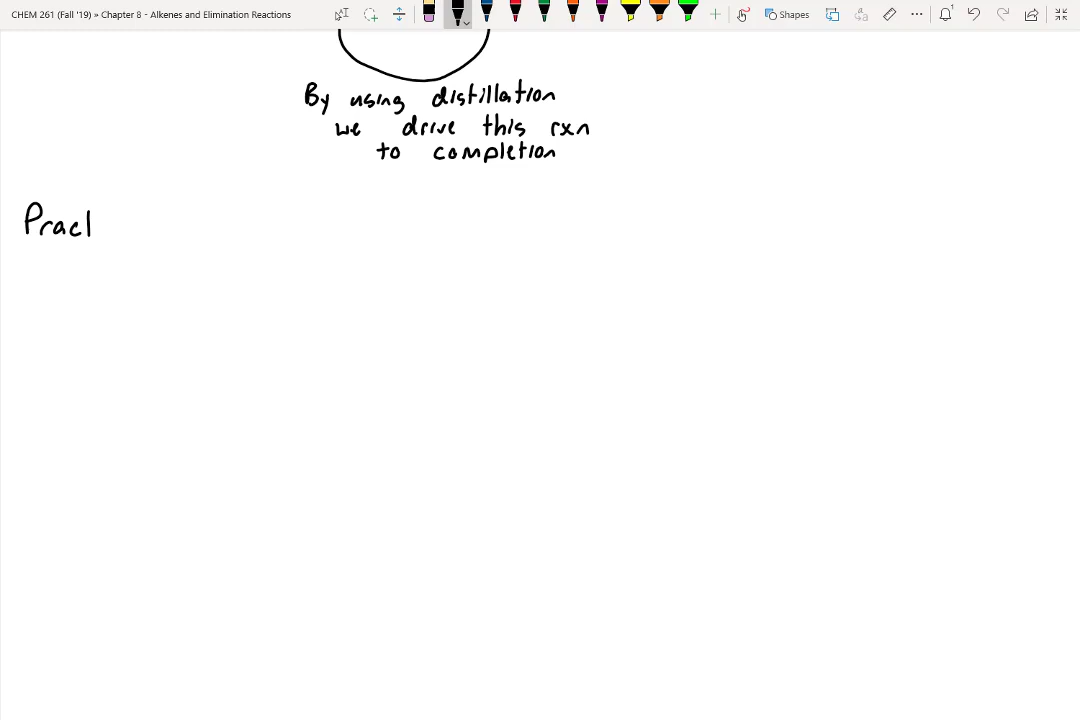 CHEM 261 (Fall '19) » Chapter 8 - Alkenes and Elimination Reactions
Shapes
By using distillation
we drive this rxn
to completion
Pracl